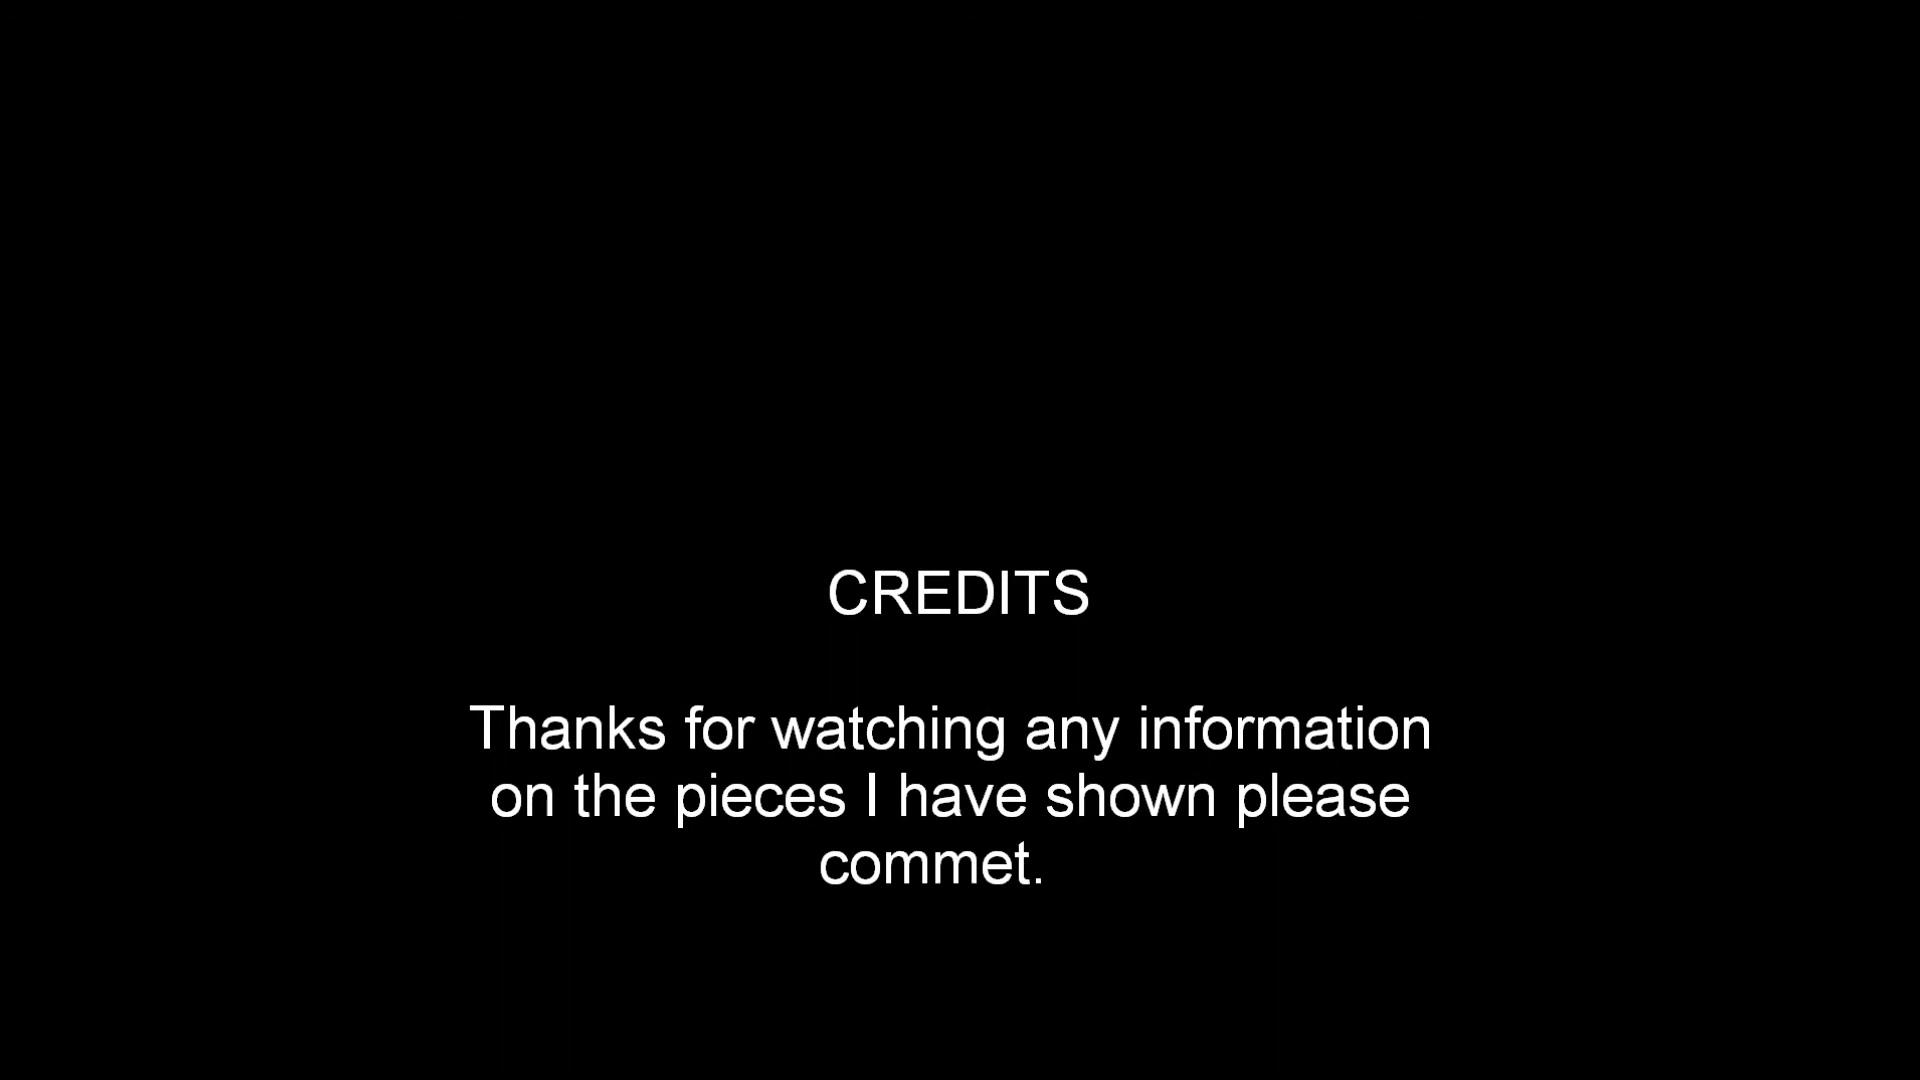 CREDITS
Thanks for watching any information
on the pieces I have shown please
commet.